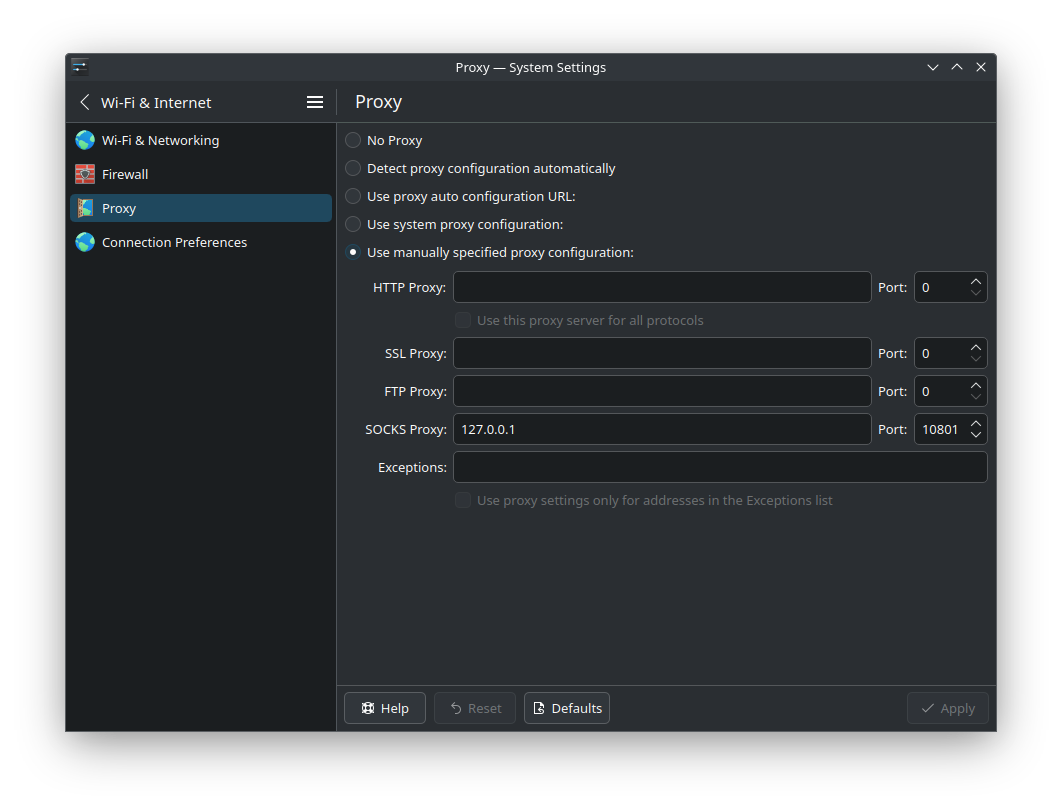 Proxy — System Settings
Wi-Fi & Internet
Proxy
Wi-Fi & Networking
Firewall
Proxy
Connection Preferences
No Proxy
Detect proxy configuration automatically
Use proxy auto configuration URL:
Use system proxy configuration:
Use manually specified proxy configuration:
HTTP Proxy: Port: 0
Use this proxy server for all protocols
SSL Proxy: Port: 0
FTP Proxy: Port: 0
SOCKS Proxy: 127.0.0.1 Port: 10801
Exceptions:
Use proxy settings only for addresses in the Exceptions list
Help Reset Defaults Apply